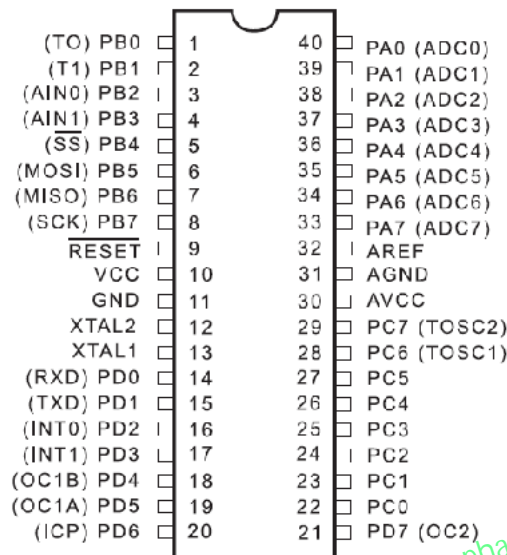 (TO) PB0 1 40 PA0 (ADC0)
(T1) PB1 2 39 PA1 (ADC1)
(AIN0) PB2 3 38 PA2 (ADC2)
(AIN1) PB3 4 37 PA3 (ADC3)
(SS) PB4 5 36 PA4 (ADC4)
(MOSI) PB5 6 35 PA5 (ADC5)
(MISO) PB6 7 34 PA6 (ADC6)
(SCK) PB7 8 33 PA7 (ADC7)
RESET 9 32 AREF
VCC 10 31 AGND
GND 11 30 AVCC
XTAL2 12 29 PC7 (TOSC2)
XTAL1 13 28 PC6 (TOSC1)
(RXD) PD0 14 27 PC5
(TXD) PD1 15 26 PC4
(INT0) PD2 16 25 PC3
(INT1) PD3 17 24 PC2
(OC1B) PD4 18 23 PC1
(OC1A) PD5 19 22 PC0
(ICP) PD6 20 21 PD7 (OC2)